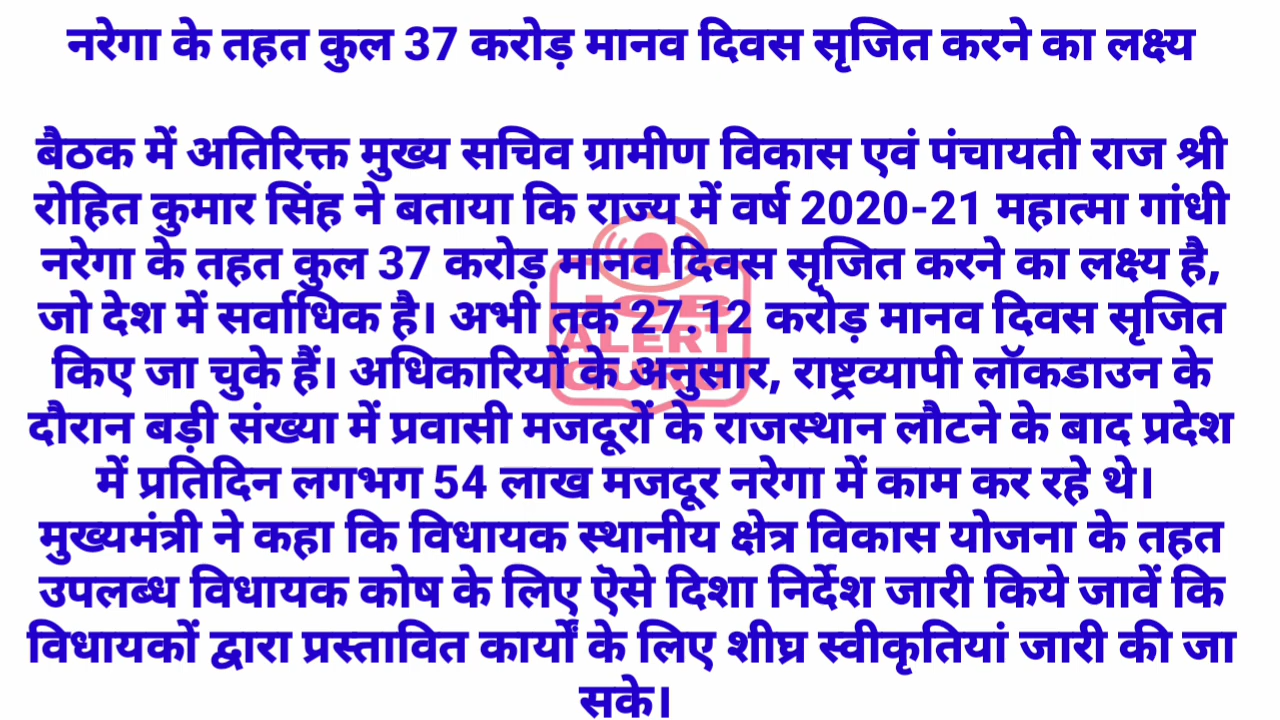 नरेगा के तहत कुल 37 करोड़ मानव दिवस सृजित करने का लक्ष्य
बैठक में अतिरिक्त मुख्य सचिव ग्रामीण विकास एवं पंचायती राज श्री
रोहित कुमार सिंह ने बताया कि राज्य में वर्ष 2020-21 महात्मा गांधी
नरेगा के तहत कुल 37 करोड़ मानव दिवस सृजित करने का लक्ष्य है,
जो देश में सर्वाधिक है। अभी तक 27.12 करोड़ मानव दिवस सृजित
किए जा चुके हैं। अधिकारियों के अनुसार, राष्ट्रव्यापी लॉकडाउन के
दौरान बड़ी संख्या में प्रवासी मजदूरों के राजस्थान लौटने के बाद प्रदेश
में प्रतिदिन लगभग 54 लाख मजदूर नरेगा में काम कर रहे थे।
मुख्यमंत्री ने कहा कि विधायक स्थानीय क्षेत्र विकास योजना के तहत
उपलब्ध विधायक कोष के लिए ऎसे दिशा निर्देश जारी किये जावें कि
विधायकों द्वारा प्रस्तावित कार्यों के लिए शीघ्र स्वीकृतियां जारी की जा
सके।
JOB
ALERT